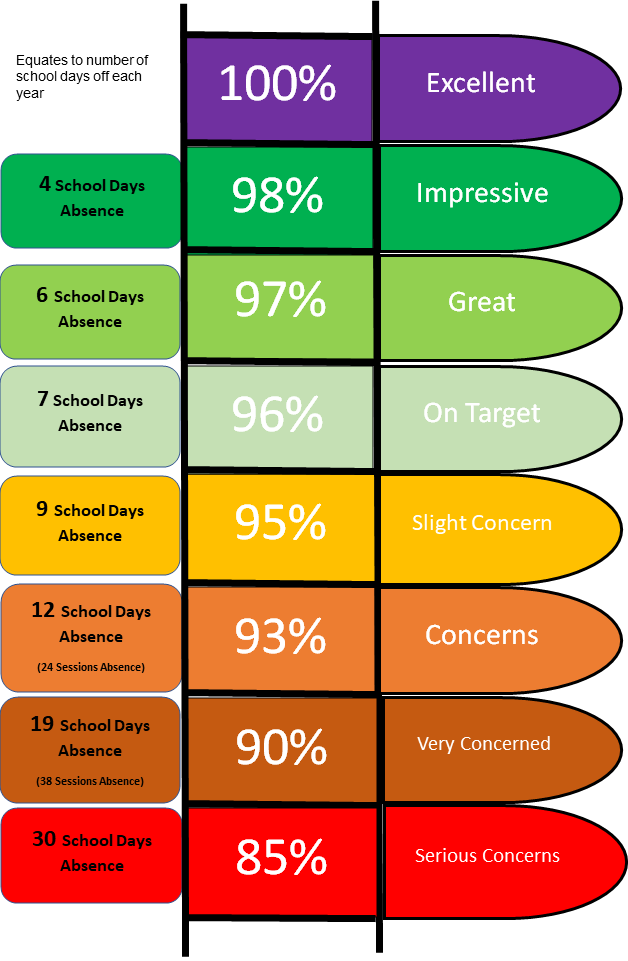 Equates to number of
school days off each
year
100%
Excellent
4 School Days
Absence
98%
Impressive
6 School Days
Absence
97%
Great
7 School Days
Absence
96%
On Target
9 School Days
Absence
95%
Slight Concern
12 School Days
Absence
(24 Sessions Absence)
93%
Concerns
19 School Days
Absence
(38 Sessions Absence)
90%
Very Concerned
30 School Days
Absence
85%
Serious Concerns